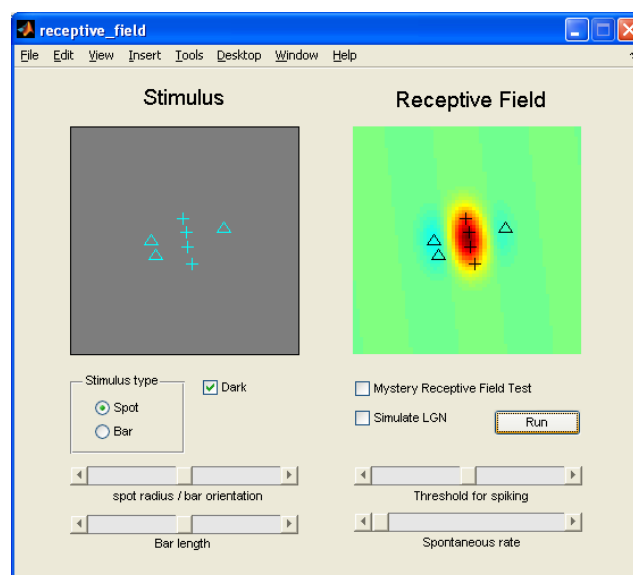 receptive_field
File Edit View Insert Tools Desktop Window Help
Stimulus
Receptive Field
Stimulus type
Spot
Bar
Dark
Mystery Receptive Field Test
Simulate LGN
Run
spot radius / bar orientation
Threshold for spiking
Bar length
Spontaneous rate